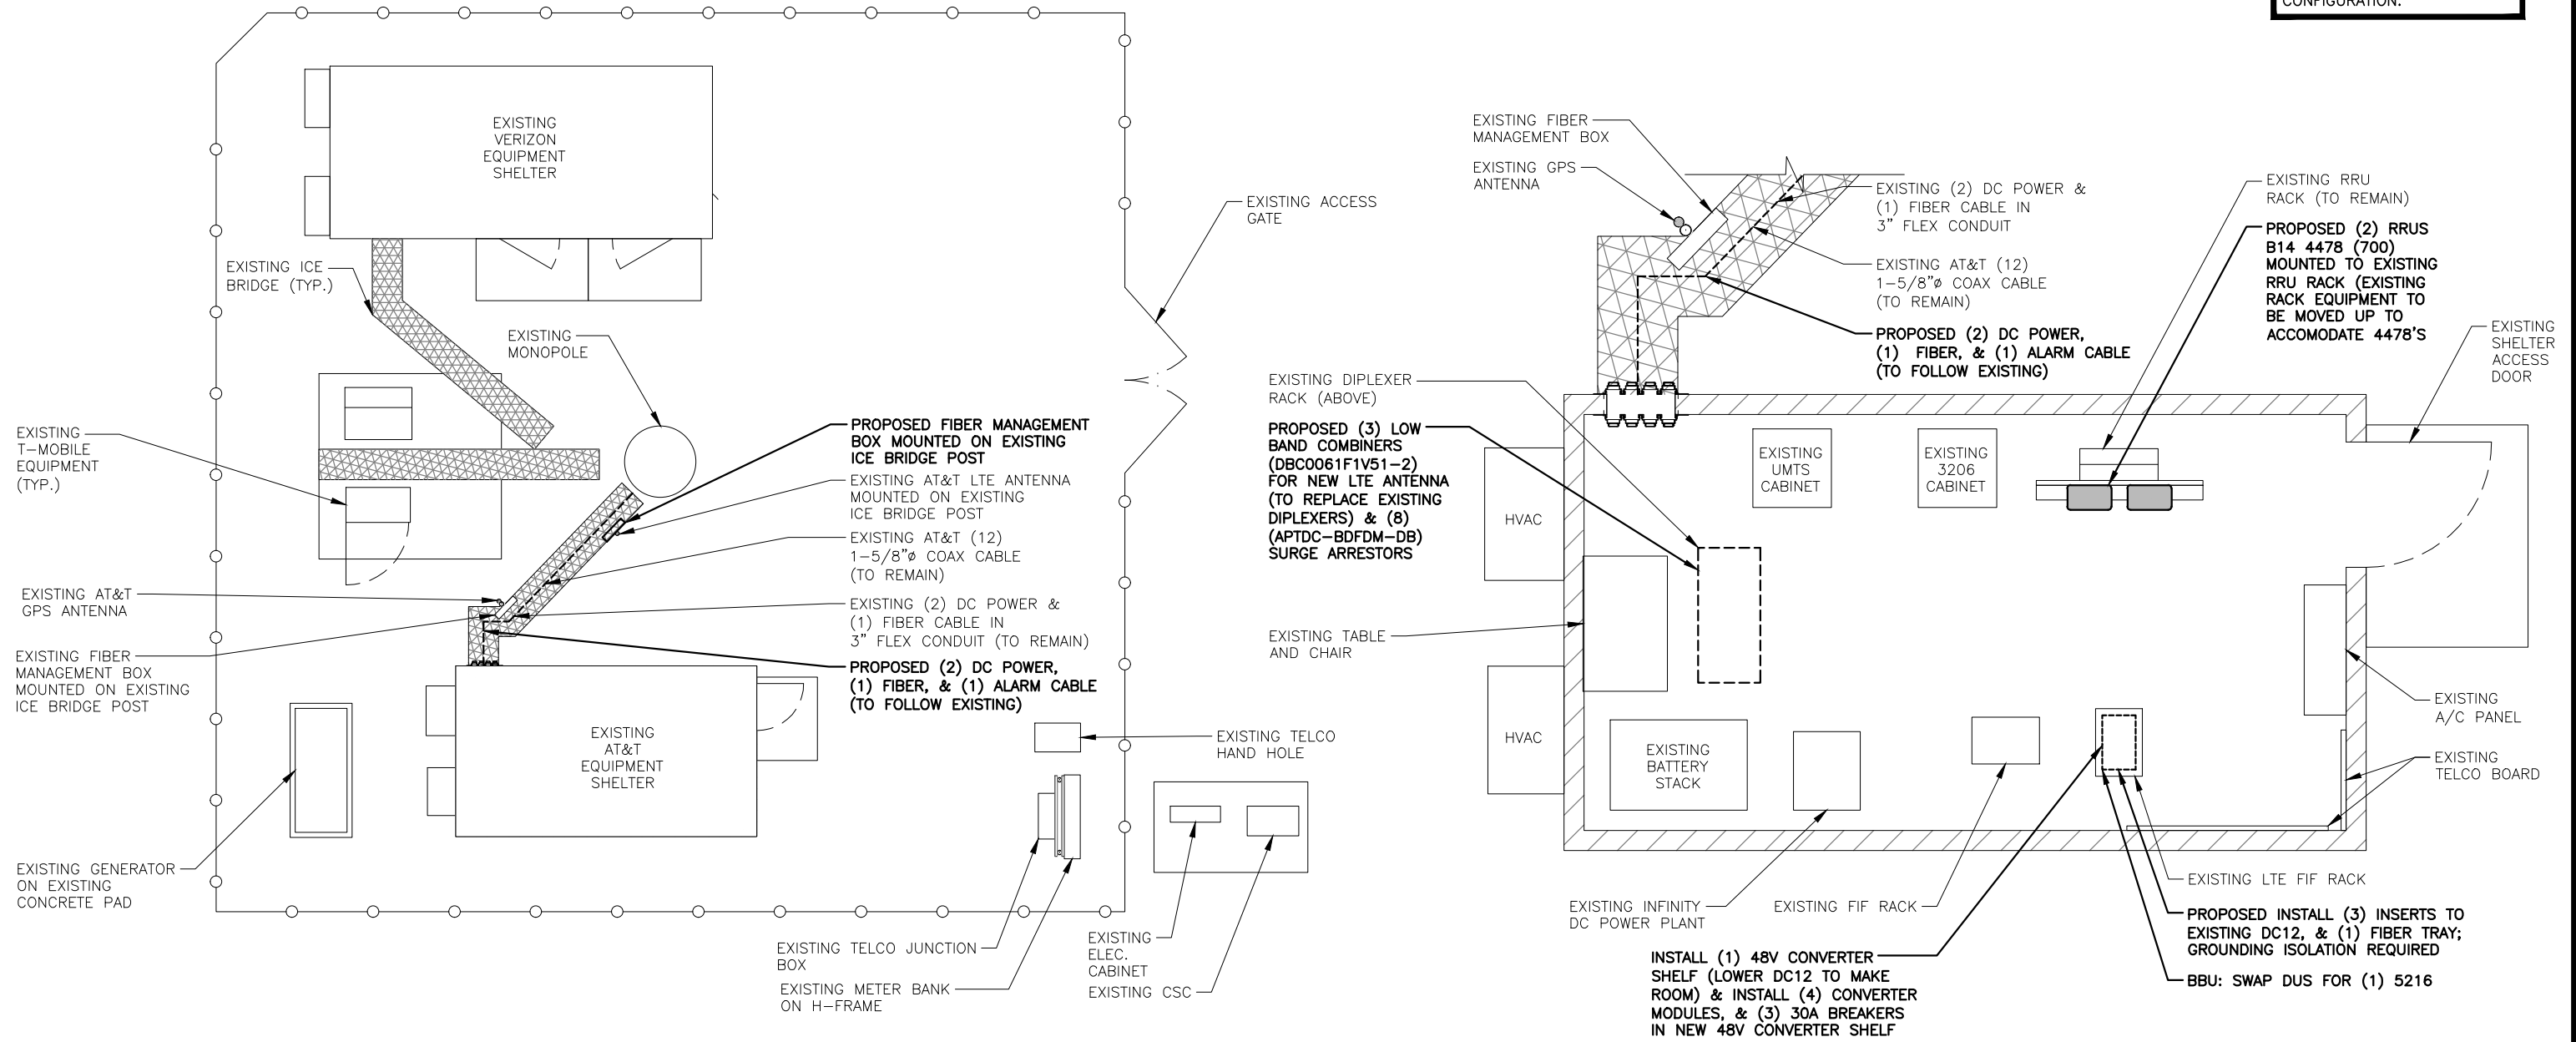 CONFIGURATION.
EXISTING
VERIZON
EQUIPMENT
SHELTER
EXISTING ACCESS
GATE
EXISTING ICE
BRIDGE (TYP.)
EXISTING
MONOPOLE
EXISTING
T-MOBILE
EQUIPMENT
(TYP.)
PROPOSED FIBER MANAGEMENT
BOX MOUNTED ON EXISTING
ICE BRIDGE POST
EXISTING AT&T LTE ANTENNA
MOUNTED ON EXISTING
ICE BRIDGE POST
EXISTING AT&T (12)
1-5/8"ø COAX CABLE
(TO REMAIN)
EXISTING AT&T
GPS ANTENNA
EXISTING (2) DC POWER &
(1) FIBER CABLE IN
3" FLEX CONDUIT (TO REMAIN)
EXISTING FIBER
MANAGEMENT BOX
MOUNTED ON EXISTING
ICE BRIDGE POST
PROPOSED (2) DC POWER,
(1) FIBER, & (1) ALARM CABLE
(TO FOLLOW EXISTING)
EXISTING
AT&T
EQUIPMENT
SHELTER
EXISTING TELCO
HAND HOLE
EXISTING GENERATOR
ON EXISTING
CONCRETE PAD
EXISTING TELCO JUNCTION
BOX
EXISTING METER BANK
ON H-FRAME
EXISTING
ELEC.
CABINET
EXISTING CSC
EXISTING FIBER
MANAGEMENT BOX
EXISTING GPS
ANTENNA
EXISTING (2) DC POWER &
(1) FIBER CABLE IN
3" FLEX CONDUIT
EXISTING AT&T (12)
1-5/8"ø COAX CABLE
(TO REMAIN)
PROPOSED (2) DC POWER,
(1) FIBER, & (1) ALARM CABLE
(TO FOLLOW EXISTING)
EXISTING RRU
RACK (TO REMAIN)
PROPOSED (2) RRUS
B14 4478 (700)
MOUNTED TO EXISTING
RRU RACK (EXISTING
RACK EQUIPMENT TO
BE MOVED UP TO
ACCOMODATE 4478'S
EXISTING
SHELTER
ACCESS
DOOR
EXISTING DIPLEXER
RACK (ABOVE)
PROPOSED (3) LOW
BAND COMBINERS
(DBC0061F1V51-2)
FOR NEW LTE ANTENNA
(TO REPLACE EXISTING
DIPLEXERS) & (8)
(APTDC-BDFDM-DB)
SURGE ARRESTORS
HVAC
EXISTING
UMTS
CABINET
EXISTING
3206
CABINET
EXISTING TABLE
AND CHAIR
HVAC
EXISTING
BATTERY
STACK
EXISTING
A/C PANEL
EXISTING
TELCO BOARD
EXISTING INFINITY
DC POWER PLANT
EXISTING FIF RACK
EXISTING LTE FIF RACK
PROPOSED INSTALL (3) INSERTS TO
EXISTING DC12, & (1) FIBER TRAY;
GROUNDING ISOLATION REQUIRED
BBU: SWAP DUS FOR (1) 5216
INSTALL (1) 48V CONVERTER
SHELF (LOWER DC12 TO MAKE
ROOM) & INSTALL (4) CONVERTER
MODULES, & (3) 30A BREAKERS
IN NEW 48V CONVERTER SHELF